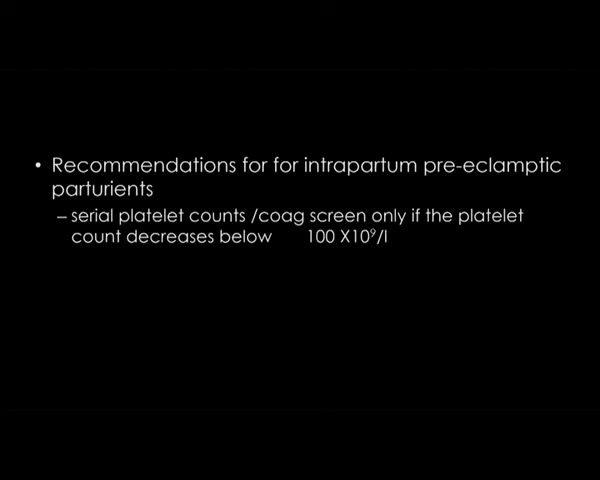 • Recommendations for for intrapartum pre-eclamptic
parturients
– serial platelet counts /coag screen only if the platelet
count decreases below 100 X10⁹/l